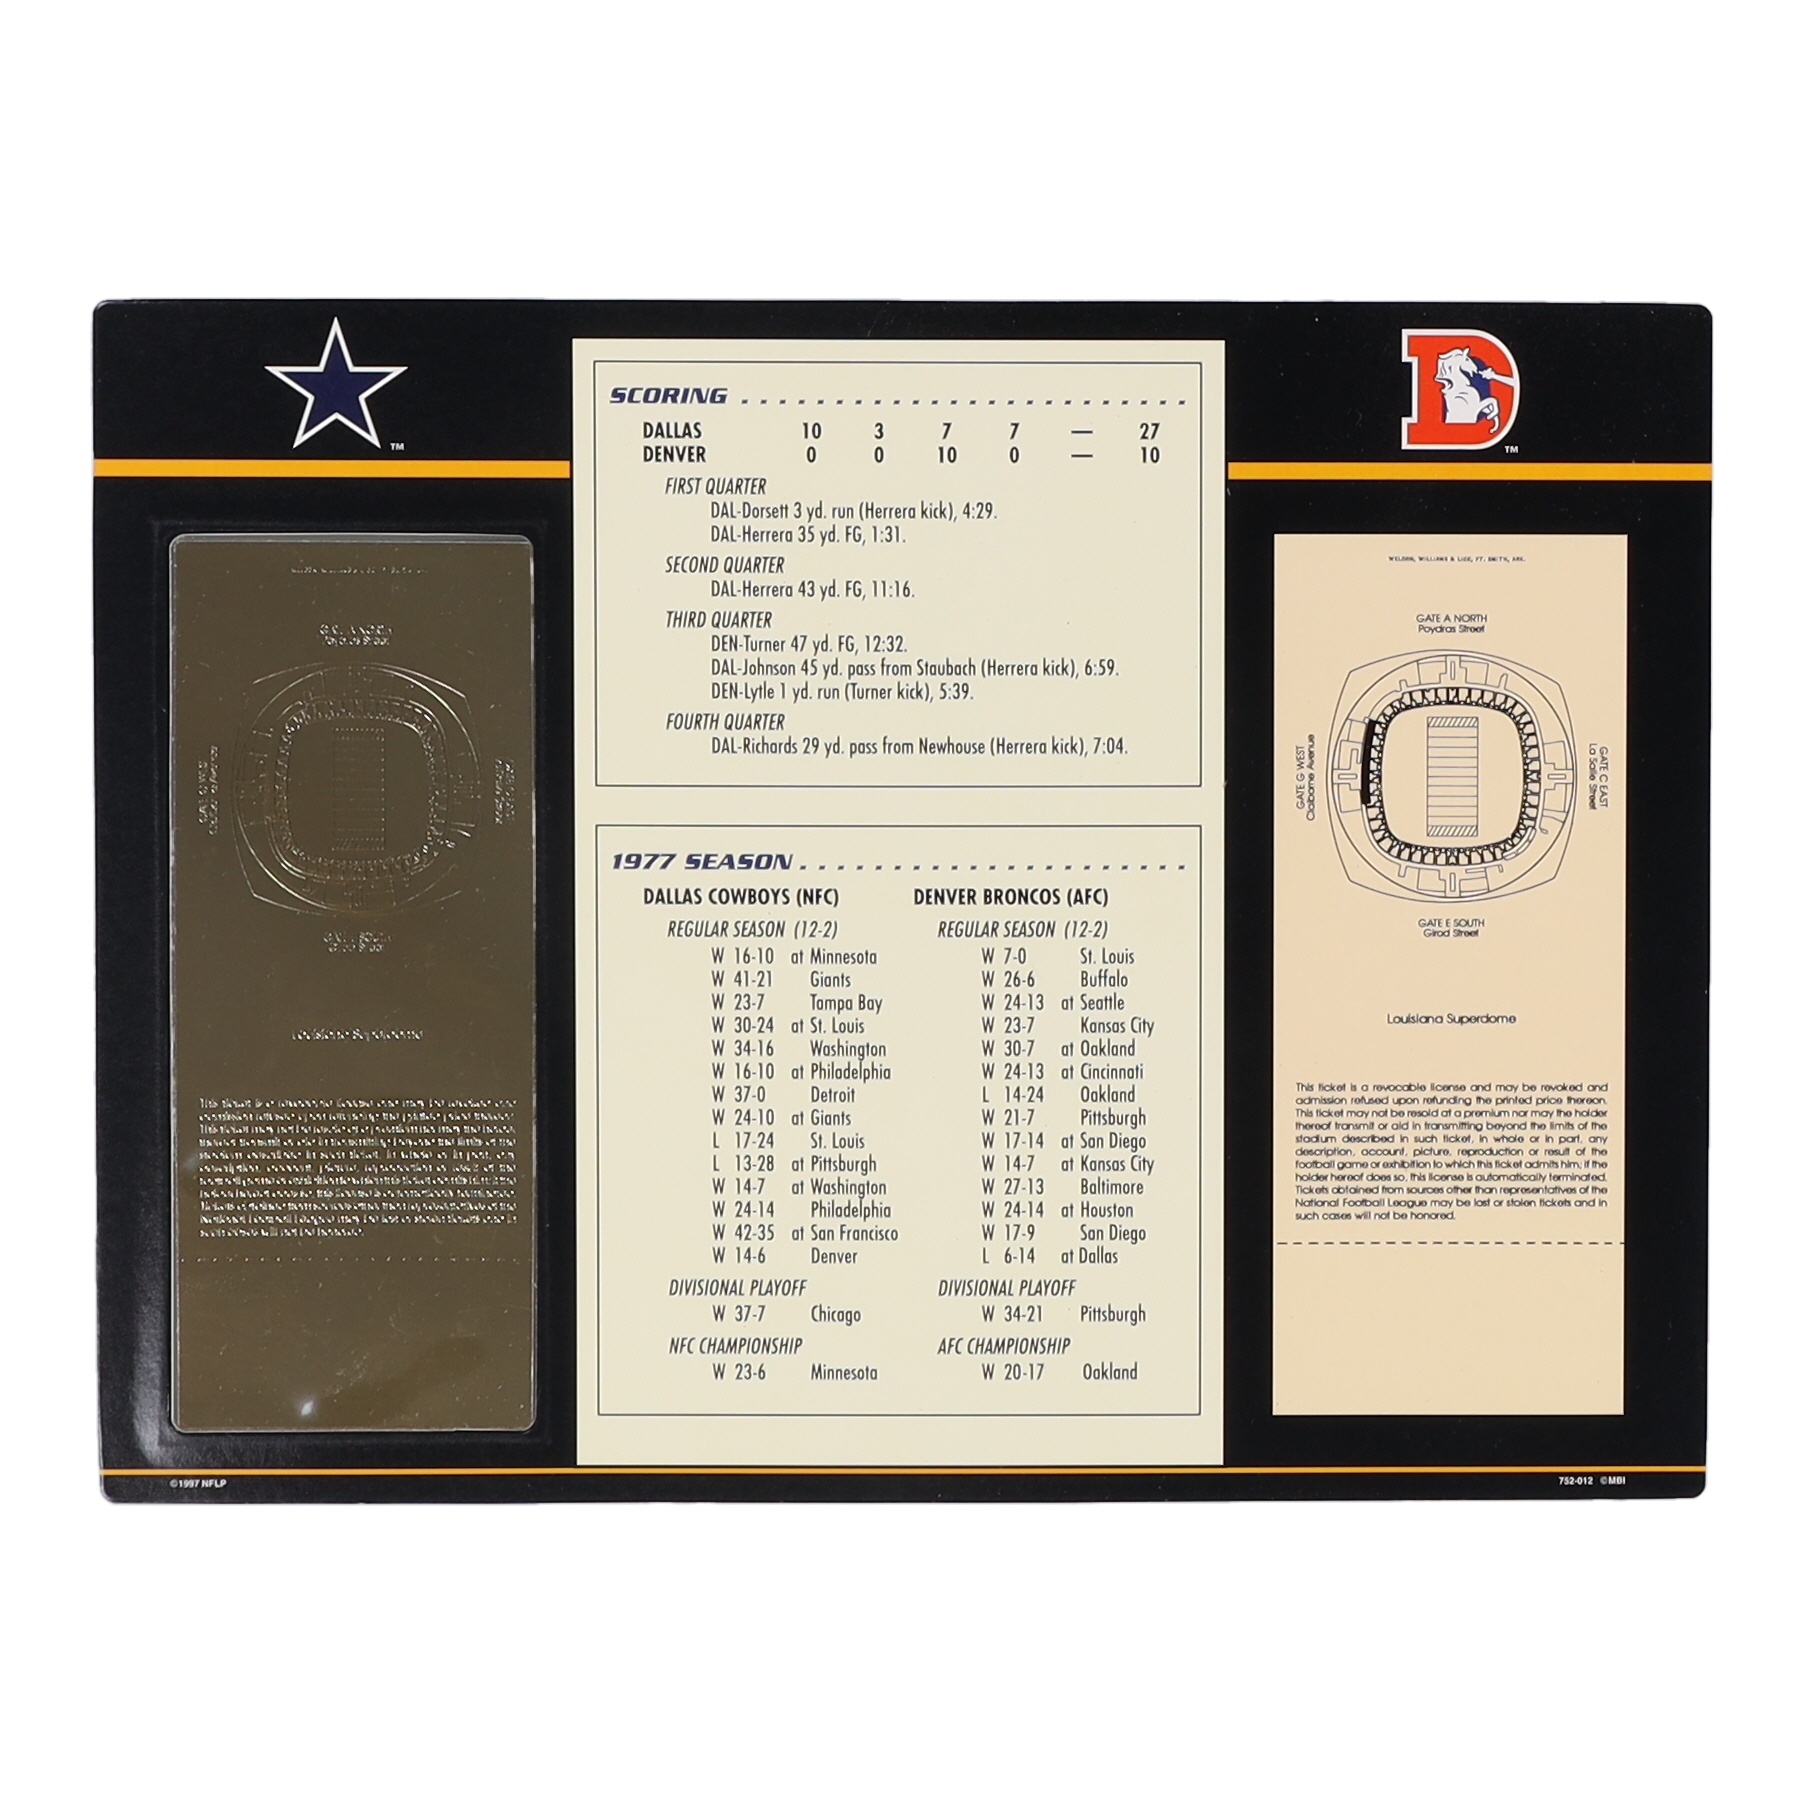 TM
SCORING
DALLAS 10 3 7 7 — 27
DENVER 0 0 10 0 — 10
FIRST QUARTER
DAL-Dorsett 3 yd. run (Herrera kick), 4:29.
DAL-Herrera 35 yd. FG, 1:31.
SECOND QUARTER
DAL-Herrera 43 yd. FG, 11:16.
THIRD QUARTER
DEN-Turner 47 yd. FG, 12:32.
DAL-Johnson 45 yd. pass from Staubach (Herrera kick), 6:59.
DEN-Lytle 1 yd. run (Turner kick), 5:39.
FOURTH QUARTER
DAL-Richards 29 yd. pass from Newhouse (Herrera kick), 7:04.
1977 SEASON
DALLAS COWBOYS (NFC)
REGULAR SEASON (12-2)
W 16-10 at Minnesota
W 41-21 Giants
W 23-7 Tampa Bay
W 30-24 at St. Louis
W 34-16 Washington
W 16-10 at Philadelphia
W 37-0 Detroit
W 24-10 at Giants
L 17-24 St. Louis
L 13-28 at Pittsburgh
W 14-7 at Washington
W 24-14 Philadelphia
W 42-35 at San Francisco
W 14-6 Denver
DIVISIONAL PLAYOFF
W 37-7 Chicago
NFC CHAMPIONSHIP
W 23-6 Minnesota
DENVER BRONCOS (AFC)
REGULAR SEASON (12-2)
W 7-0 St. Louis
W 26-6 Buffalo
W 24-13 at Seattle
W 23-7 Kansas City
W 30-7 at Oakland
W 24-13 at Cincinnati
L 14-24 Oakland
W 21-7 Pittsburgh
W 17-14 at San Diego
W 14-7 at Kansas City
W 27-13 Baltimore
W 24-14 at Houston
W 17-9 San Diego
L 6-14 at Dallas
DIVISIONAL PLAYOFF
W 34-21 Pittsburgh
AFC CHAMPIONSHIP
W 20-17 Oakland
D
TM
WELDON, WILLIAMS & LICK, FT. SMITH, ARK.
GATE A NORTH
Poydras Street
GATE G WEST
Claiborne Avenue
GATE C EAST
La Salle Street
GATE E SOUTH
Girod Street
Louisiana Superdome
This ticket is a revocable license and may be revoked and
admission refused upon refunding the printed price thereon.
This ticket may not be resold at a premium nor may the holder
thereof transmit or aid in transmitting beyond the limits of the
stadium described in such ticket, in whole or in part, any
description, account, picture, reproduction or result of the
football game or exhibition to which this ticket admits him; if the
holder hereof does so, this license is automatically terminated.
Tickets obtained from sources other than representatives of the
National Football League may be lost or stolen tickets and in
such cases will not be honored.
©1997 NFLP
752-012 ©MBI